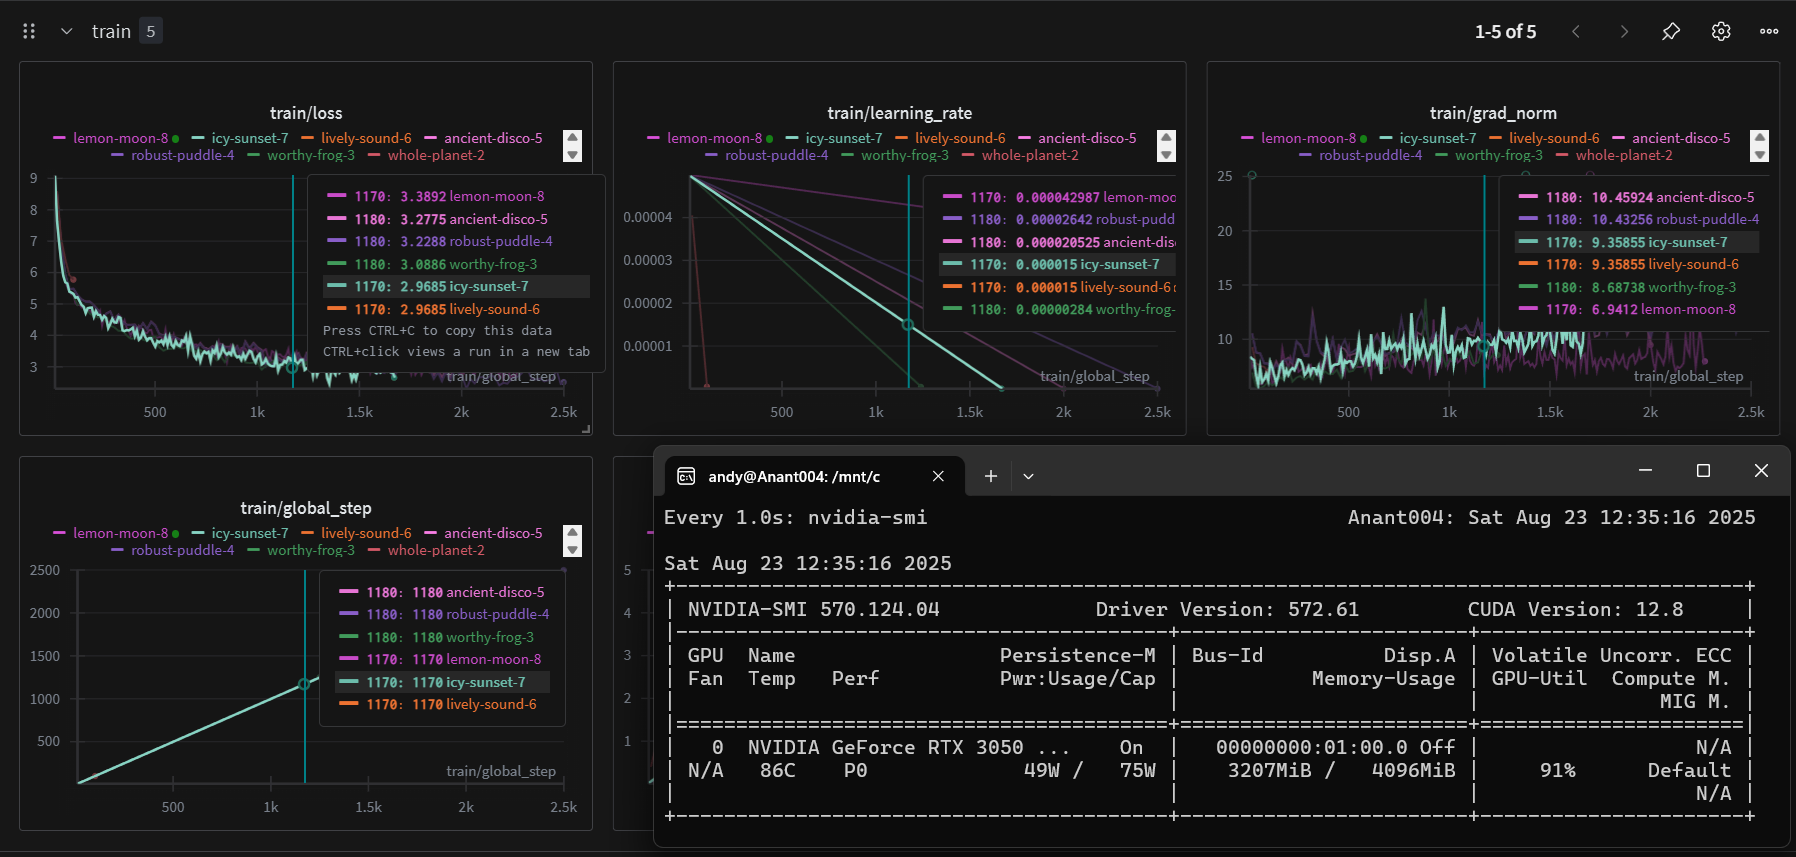 train 5
1-5 of 5
train/loss
lemon-moon-8 icy-sunset-7 lively-sound-6 ancient-disco-5
robust-puddle-4 worthy-frog-3 whole-planet-2
9
8
7
6
5
4
3
1170: 3.3892 lemon-moon-8
1180: 3.2775 ancient-disco-5
1180: 3.2288 robust-puddle-4
1180: 3.0886 worthy-frog-3
1170: 2.9685 icy-sunset-7
1170: 2.9685 lively-sound-6
Press CTRL+C to copy this data
CTRL+click views a run in a new tab
train/global_step
500 1k 1.5k 2k 2.5k
train/learning_rate
lemon-moon-8 icy-sunset-7 lively-sound-6 ancient-disco-5
robust-puddle-4 worthy-frog-3 whole-planet-2
0.00004
0.00003
0.00002
0.00001
1170: 0.000042987 lemon-moo
1180: 0.00002642 robust-pudd
1180: 0.000020525 ancient-dis
1170: 0.000015 icy-sunset-7
1170: 0.000015 lively-sound-6
1180: 0.00000284 worthy-frog-
train/global_step
500 1k 1.5k 2k 2.5k
train/grad_norm
lemon-moon-8 icy-sunset-7 lively-sound-6 ancient-disco-5
robust-puddle-4 worthy-frog-3 whole-planet-2
25
20
15
10
1180: 10.45924 ancient-disco-5
1180: 10.43256 robust-puddle-4
1170: 9.35855 icy-sunset-7
1170: 9.35855 lively-sound-6
1180: 8.68738 worthy-frog-3
1170: 6.9412 lemon-moon-8
train/global_step
500 1k 1.5k 2k 2.5k
train/global_step
lemon-moon-8 icy-sunset-7 lively-sound-6 ancient-disco-5
robust-puddle-4 worthy-frog-3 whole-planet-2
2500
2000
1500
1000
500
1180: 1180 ancient-disco-5
1180: 1180 robust-puddle-4
1180: 1180 worthy-frog-3
1170: 1170 lemon-moon-8
1170: 1170 icy-sunset-7
1170: 1170 lively-sound-6
train/global_step
500 1k 1.5k 2k 2.5k
5
4
3
2
1
andy@Anant004: /mnt/c
Every 1.0s: nvidia-smi Anant004: Sat Aug 23 12:35:16 2025
Sat Aug 23 12:35:16 2025
NVIDIA-SMI 570.124.04 Driver Version: 572.61 CUDA Version: 12.8
GPU Name Persistence-M | Bus-Id Disp.A | Volatile Uncorr. ECC
Fan Temp Perf Pwr:Usage/Cap | Memory-Usage | GPU-Util Compute M.
MIG M.
0 NVIDIA GeForce RTX 3050 ... On | 00000000:01:00.0 Off | N/A
N/A 86C P0 49W / 75W | 3207MiB / 4096MiB | 91% Default
N/A